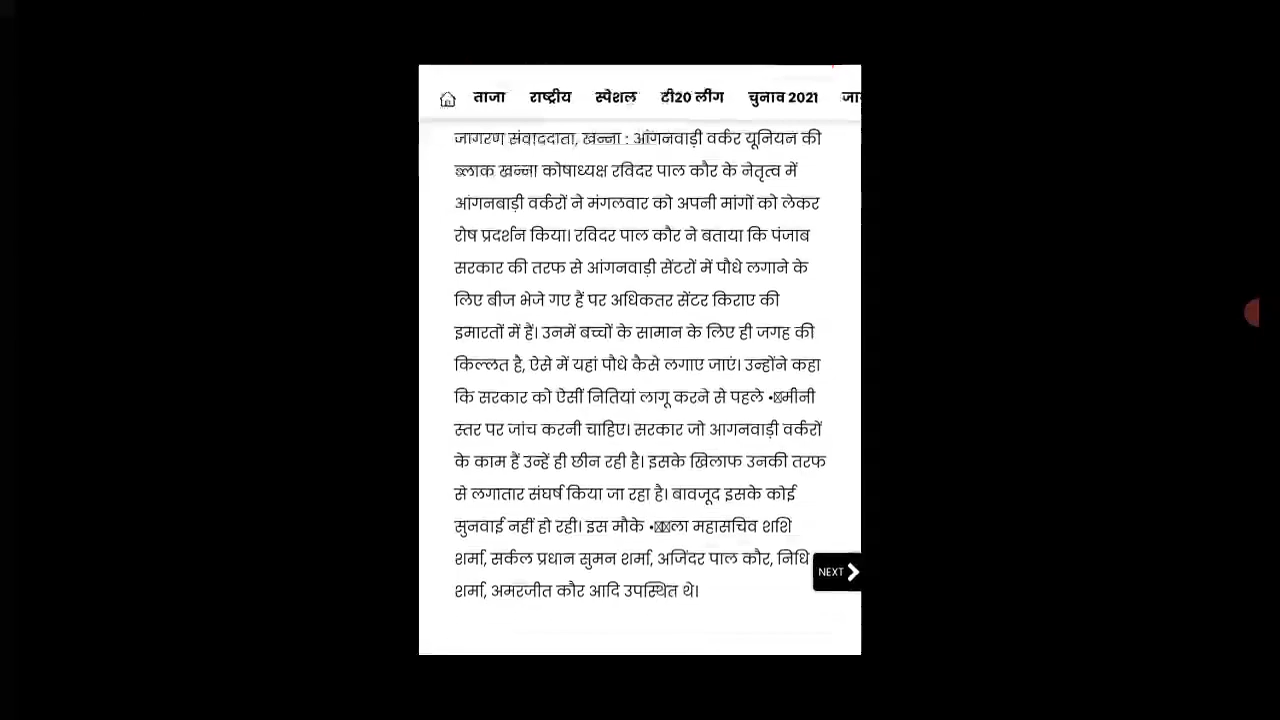 ताजा राष्ट्रीय स्पेशल टी20 लीग चुनाव 2021
जागरण संवाददाता, खन्ना : आंगनवाड़ी वर्कर यूनियन की
ब्लाक खन्ना कोषाध्यक्ष रविदर पाल कौर के नेतृत्व में
आंगनबाड़ी वर्करों ने मंगलवार को अपनी मांगों को लेकर
रोष प्रदर्शन किया। रविदर पाल कौर ने बताया कि पंजाब
सरकार की तरफ से आंगनवाड़ी सेंटरों में पौधे लगाने के
लिए बीज भेजे गए हैं पर अधिकतर सेंटर किराए की
इमारतों में हैं। उनमें बच्चों के सामान के लिए ही जगह की
किल्लत है, ऐसे में यहां पौधे कैसे लगाए जाएं। उन्होंने कहा
कि सरकार को ऐसीं नितियां लागू करने से पहले •मीनी
स्तर पर जांच करनी चाहिए। सरकार जो आगनवाड़ी वर्करों
के काम हैं उन्हें ही छीन रही है। इसके खिलाफ उनकी तरफ
से लगातार संघर्ष किया जा रहा है। बावजूद इसके कोई
सुनवाई नहीं हो रही। इस मौके •ला महासचिव शशि
शर्मा, सर्कल प्रधान सुमन शर्मा, अजिंदर पाल कौर, निधि
NEXT
शर्मा, अमरजीत कौर आदि उपस्थित थे।